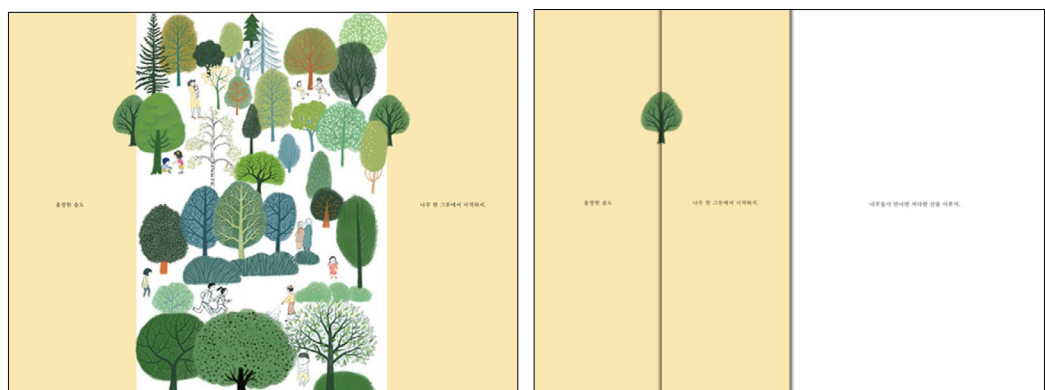 울창한 숲도
나무 한 그루에서 시작하지.
울창한 숲도
나무 한 그루에서 시작하지.
나무들이 만나면 커다란 산을 이루지.